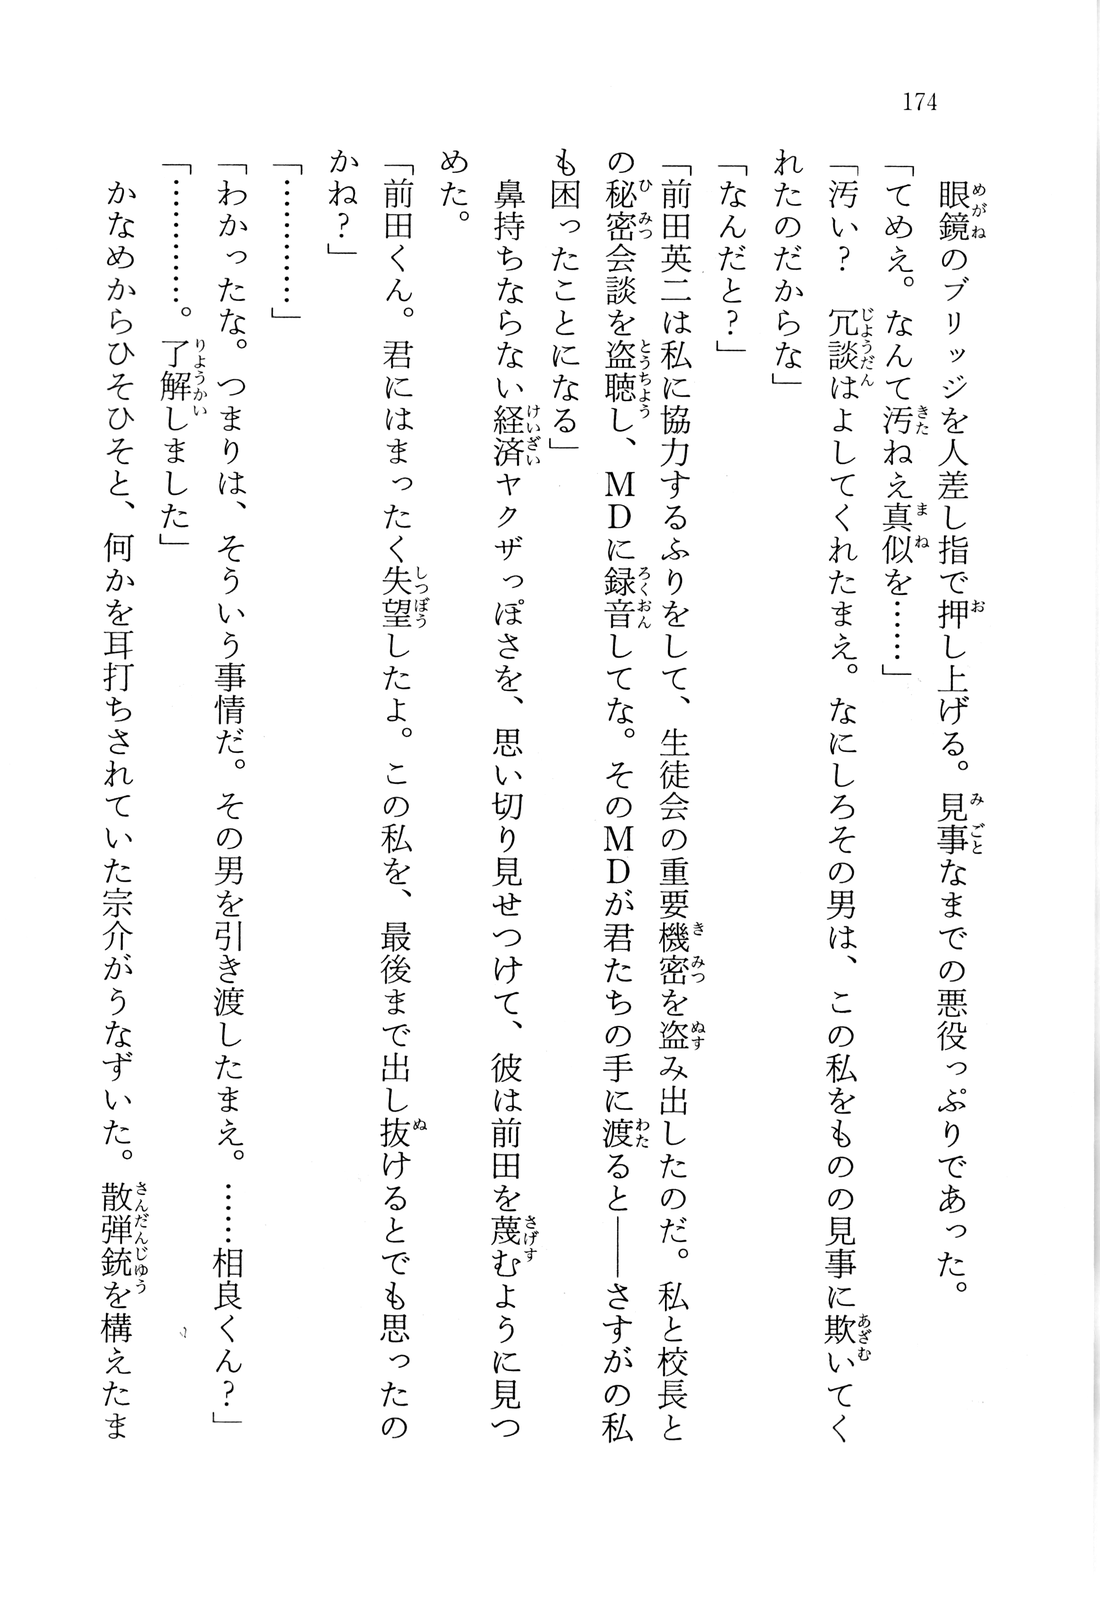 174
眼鏡のブリッジを人差し指で押し上げる。見事なまでの悪役っぷりであった。
「てめえ。なんて汚ねえ真似を……」
「汚い？　冗談はよしてくれたまえ。なにしろその男は、この私をものの見事に欺いてく
れたのだからな」
「なんだと？」
「前田英二は私に協力するふりをして、生徒会の重要機密を盗み出したのだ。私と校長と
の秘密会談を盗聴し、ＭＤに録音してな。そのＭＤが君たちの手に渡ると――さすがの私
も困ったことになる」
鼻持ちならない経済ヤクザっぽさを、思い切り見せつけて、彼は前田を蔑むように見つ
めた。
「前田くん。君にはまったく失望したよ。この私を、最後まで出し抜けるとでも思ったの
かね？」
「…………」
「わかったな。つまりは、そういう事情だ。その男を引き渡したまえ。……相良くん？」
「…………。了解しました」
かなめからひそひそと、何かを耳打ちされていた宗介がうなずいた。散弾銃を構えたま